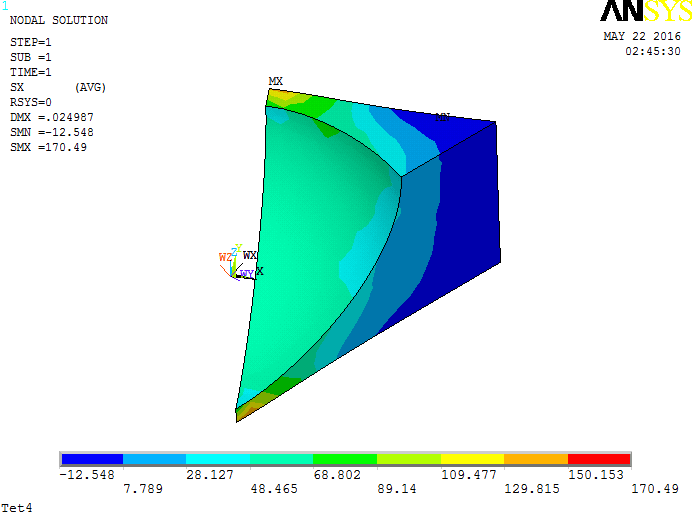 1
NODAL SOLUTION
STEP=1
SUB =1
TIME=1
SX (AVG)
RSYS=0
DMX =.024987
SMN =-12.548
SMX =170.49
ANSYS
MAY 22 2016
02:45:30
MX
MN
Y
Z
WZ
WX
WY
X
-12.548 28.127 68.802 109.477 150.153
7.789 48.465 89.14 129.815 170.49
Tet4